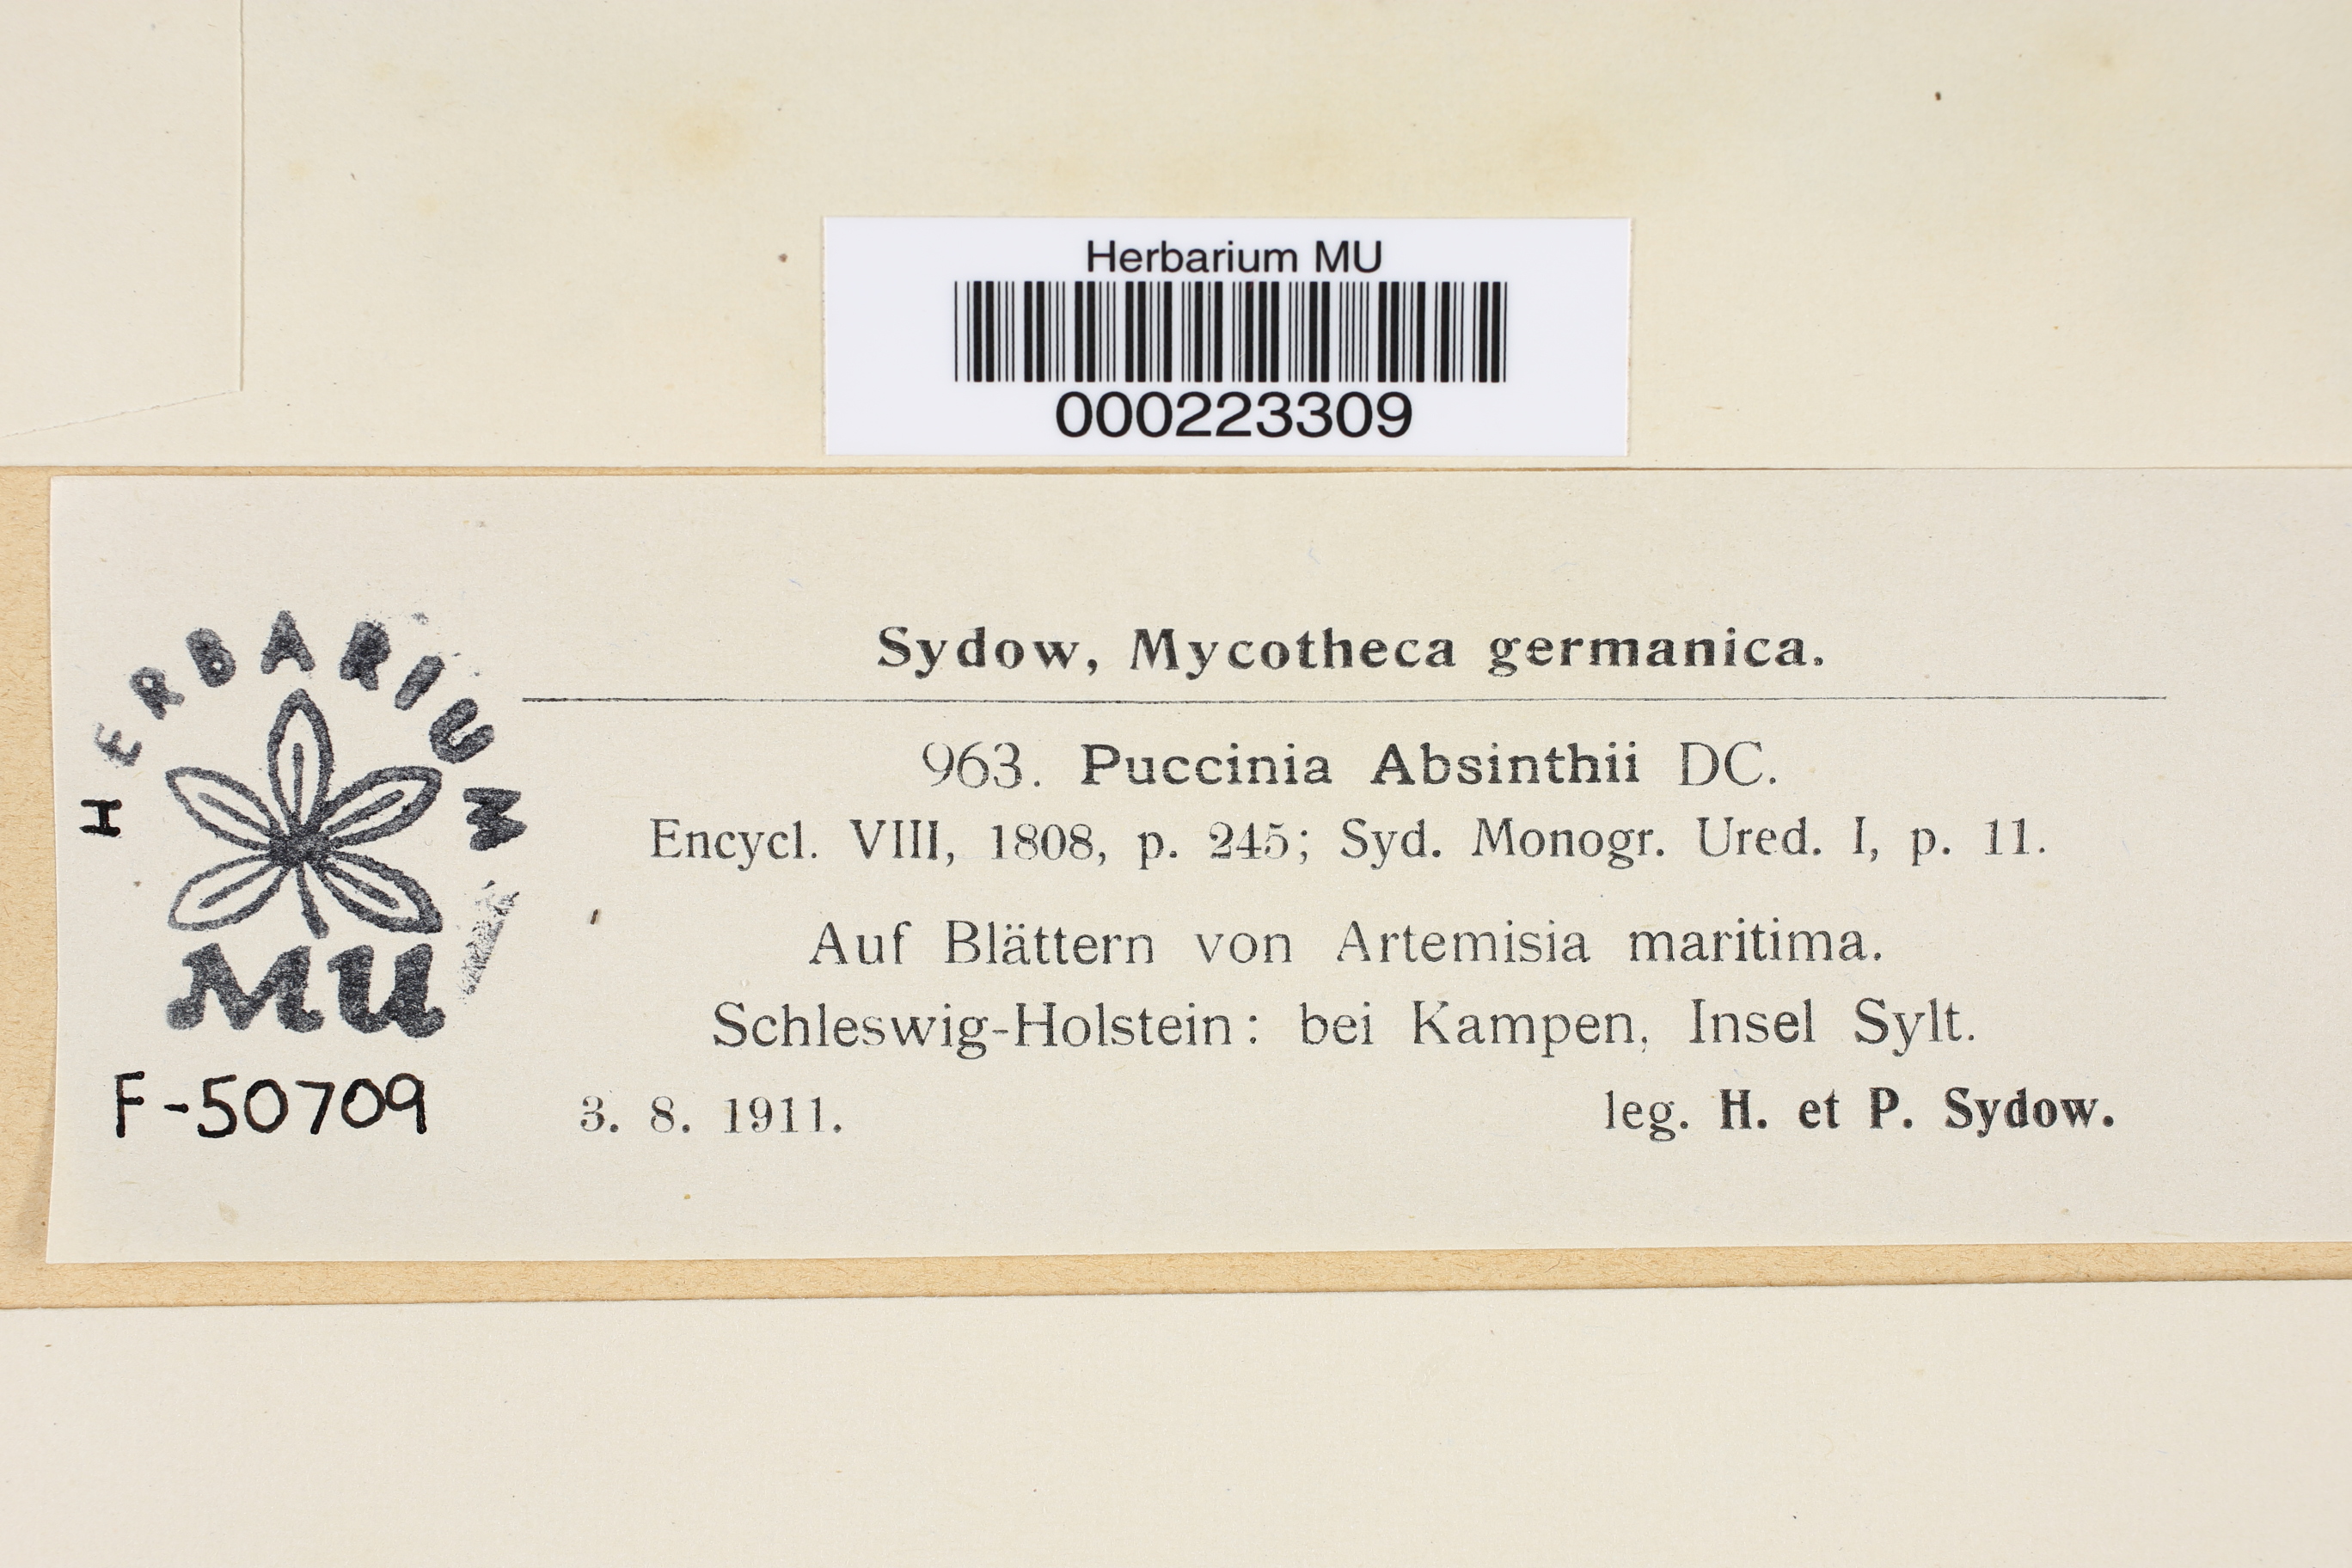 Herbarium MU
000223309
HERBARIUM
MU
F-50709
Sydow, Mycotheca germanica.
963. Puccinia Absinthii DC.
Encycl. VIII, 1808, p. 245; Syd. Monogr. Ured. I, p. 11.
Auf Blättern von Artemisia maritima.
Schleswig-Holstein: bei Kampen, Insel Sylt.
3. 8. 1911. leg. H. et P. Sydow.